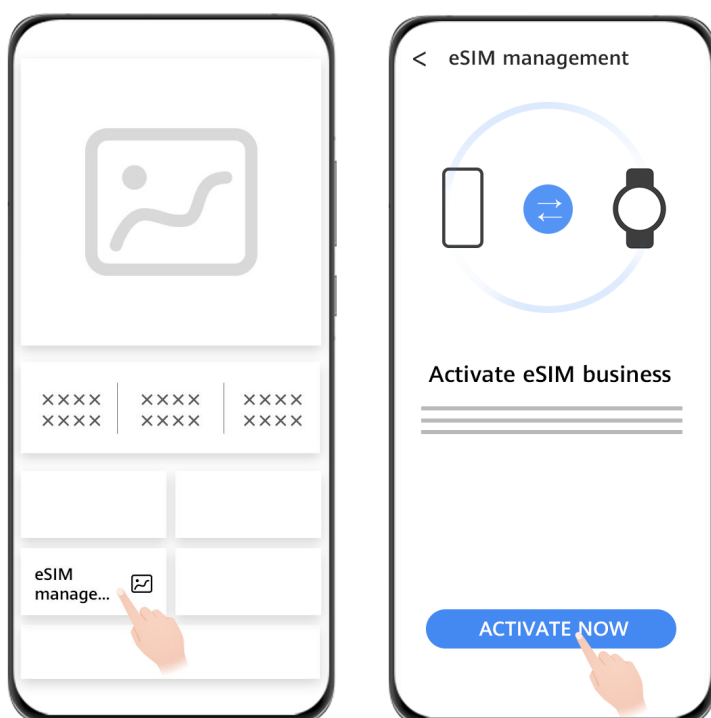 ×××× ×××× ××××
×××× ×××× ××××
eSIM
manage...
< eSIM management
Activate eSIM business
ACTIVATE NOW